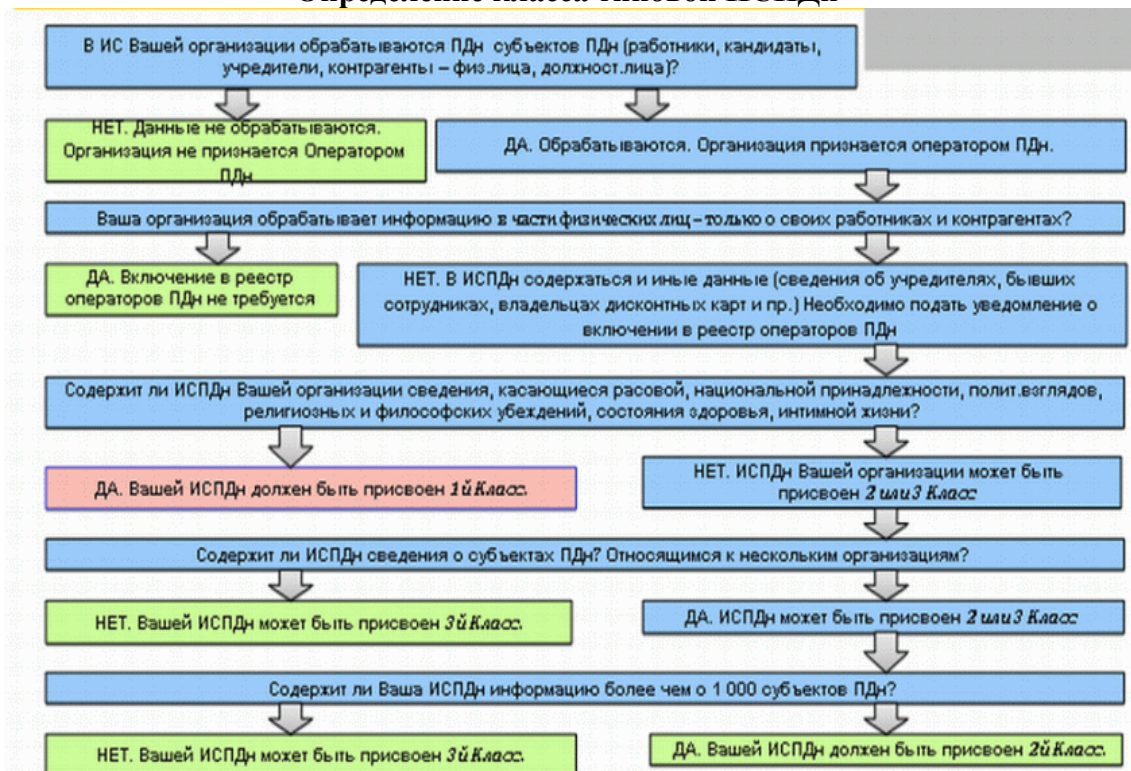 В ИС Вашей организации обрабатываются ПДн субъектов ПДн (работники, кандидаты,
учредители, контрагенты – физ.лица, должност.лица)?
НЕТ. Данные не обрабатываются.
Организация не признается Оператором
ПДн
ДА. Обрабатываются. Организация признается оператором ПДн.
Ваша организация обрабатывает информацию в части физических лиц – только о своих работниках и контрагентах?
ДА. Включение в реестр
операторов ПДн не требуется
НЕТ. В ИСПДн содержаться и иные данные (сведения об учредителях, бывших
сотрудниках, владельцах дисконтных карт и пр.) Необходимо подать уведомление о
включении в реестр операторов ПДн
Содержит ли ИСПДн Вашей организации сведения, касающиеся расовой, национальной принадлежности, полит.взглядов,
религиозных и философских убеждений, состояния здоровья, интимной жизни?
ДА. Вашей ИСПДн должен быть присвоен 1й Класс.
НЕТ. ИСПДн Вашей организации может быть
присвоен 2 или 3 Класс
Содержит ли ИСПДн сведения о субъектах ПДн? Относящимся к нескольким организациям?
НЕТ. Вашей ИСПДн может быть присвоен 3й Класс.
ДА. ИСПДн может быть присвоен 2 или 3 Класс
Содержит ли Ваша ИСПДн информацию более чем о 1 000 субъектов ПДн?
НЕТ. Вашей ИСПДн может быть присвоен 3й Класс.
ДА. Вашей ИСПДн должен быть присвоен 2й Класс.